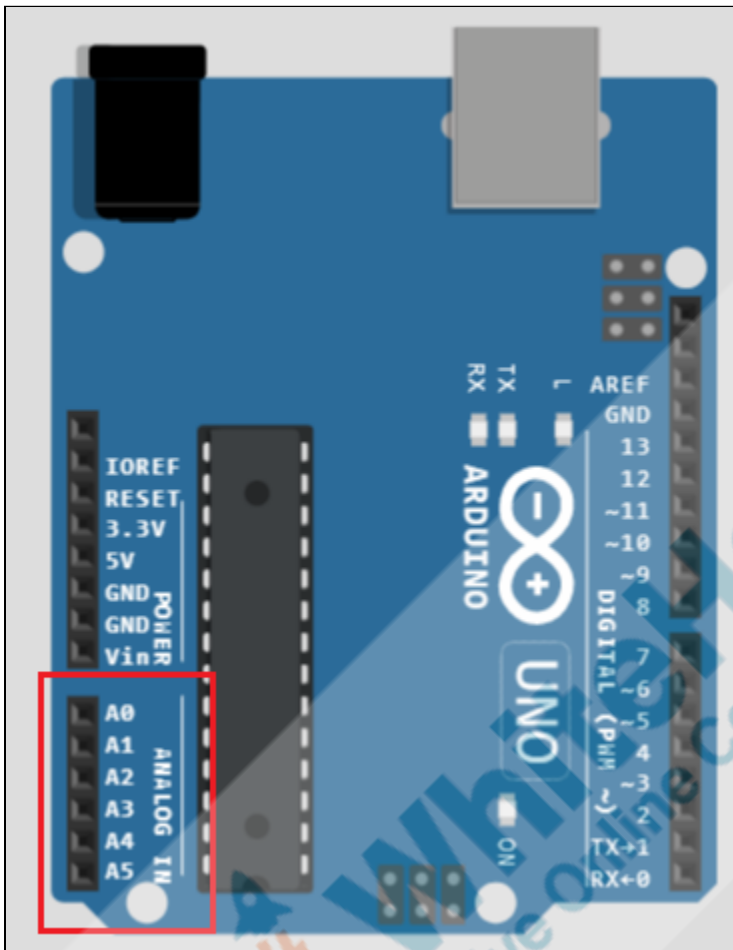 RX
TX
L
AREF
GND
13
12
~11
~10
~9
8
IOREF
RESET
3.3V
5V
GND
GND
Vin
POWER
ARDUINO
UNO
DIGITAL (PWM ~)
7
~6
~5
4
~3
2
TX→1
RX←0
A0
A1
A2
A3
A4
A5
ANALOG IN
ON